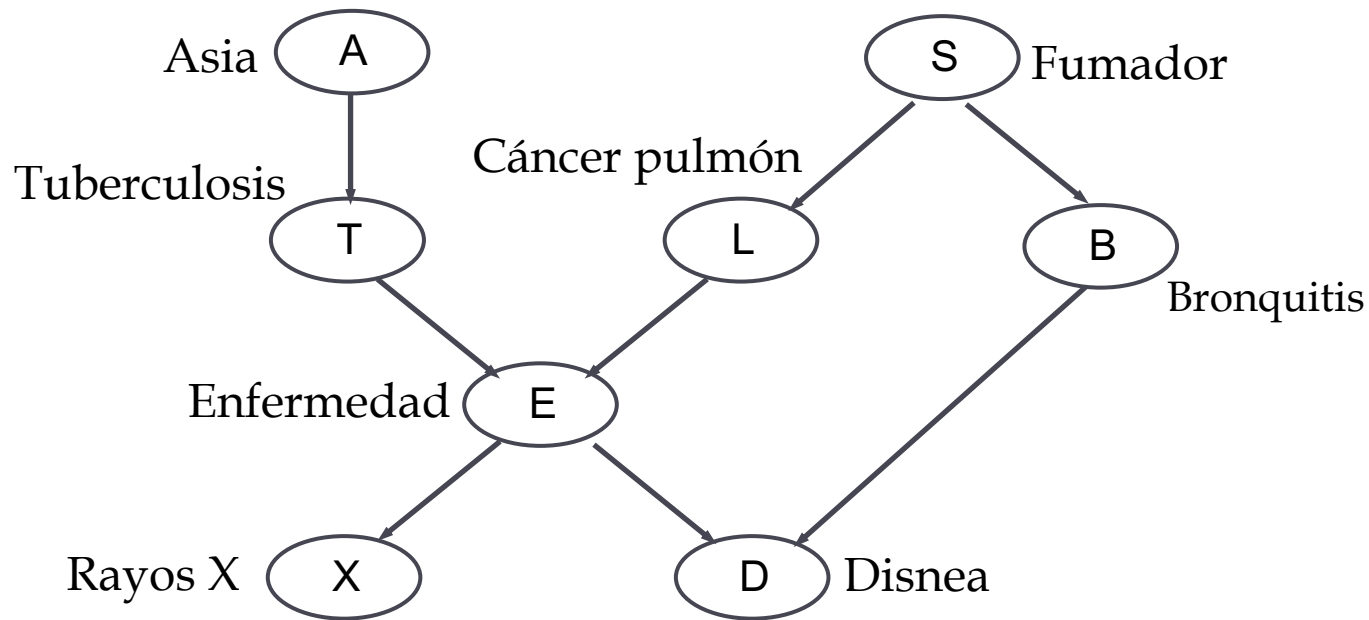 Asia A
S Fumador
Cáncer pulmón
Tuberculosis
T
L
B
Bronquitis
Enfermedad E
Rayos X X
D Disnea